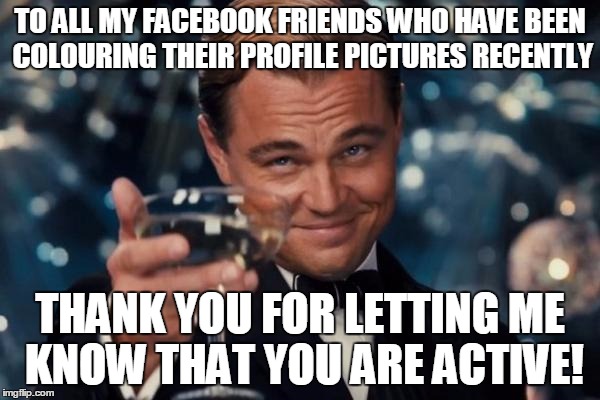 TO ALL MY FACEBOOK FRIENDS WHO HAVE BEEN
COLOURING THEIR PROFILE PICTURES RECENTLY
THANK YOU FOR LETTING ME
KNOW THAT YOU ARE ACTIVE!
imgflip.com